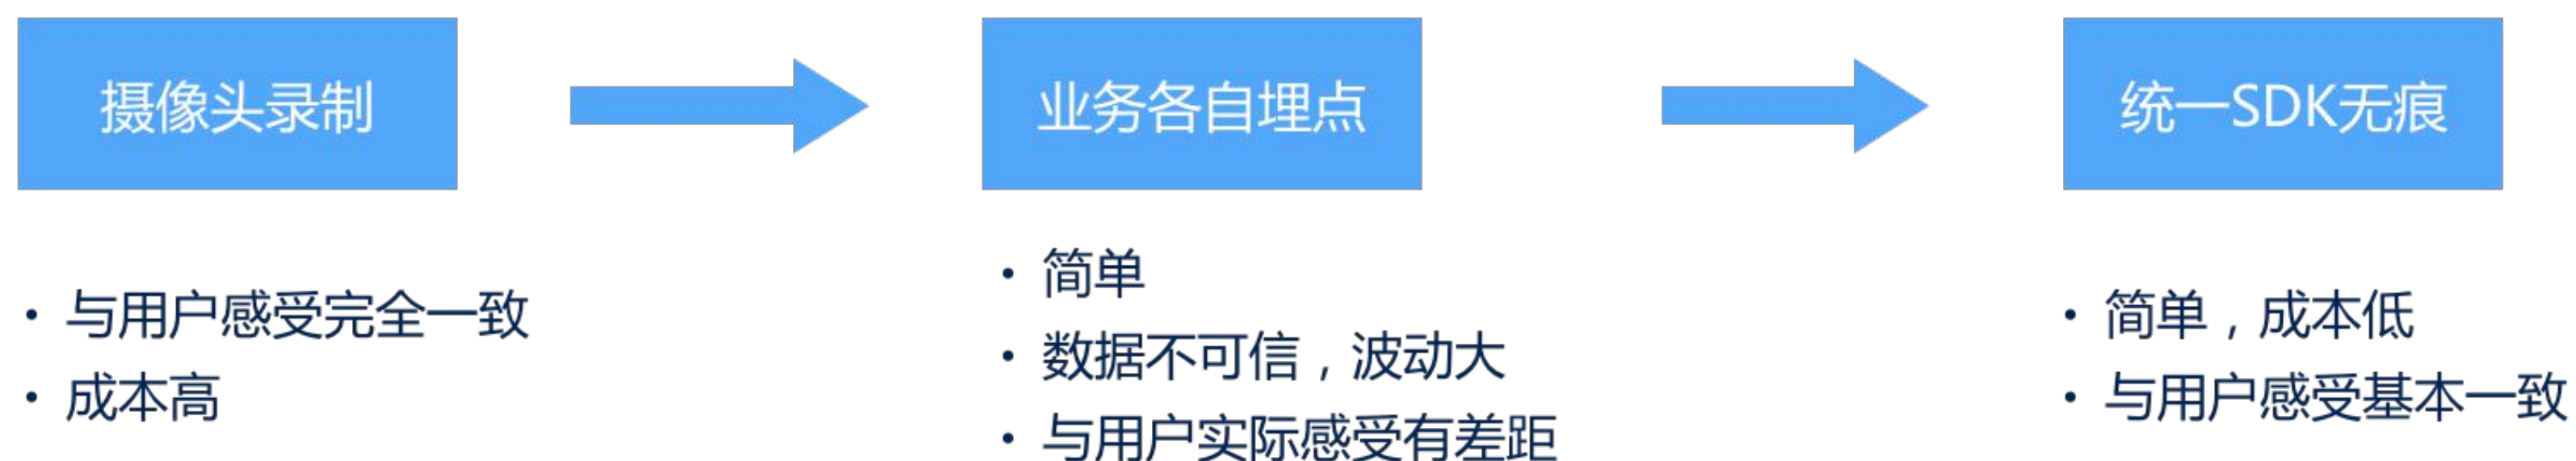 摄像头录制
业务各自埋点
统一SDK无痕
• 与用户感受完全一致
• 成本高
• 简单
• 数据不可信，波动大
• 与用户实际感受有差距
• 简单，成本低
• 与用户感受基本一致